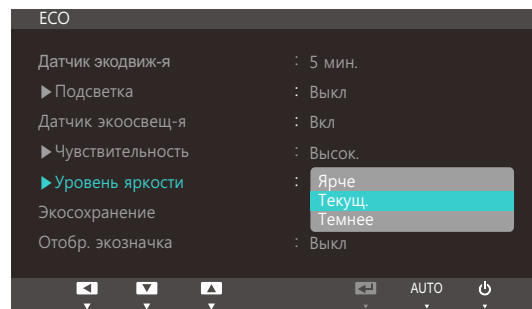 ECO
Датчик экодвиж-я : 5 мин.
▶Подсветка : Выкл
Датчик экоосвещ-я : Вкл
▶Чувствительность : Высок.
▶Уровень яркости : Ярче
Текущ.
Темнее
Экосохранение
Отобр. экозначка : Выкл
AUTO